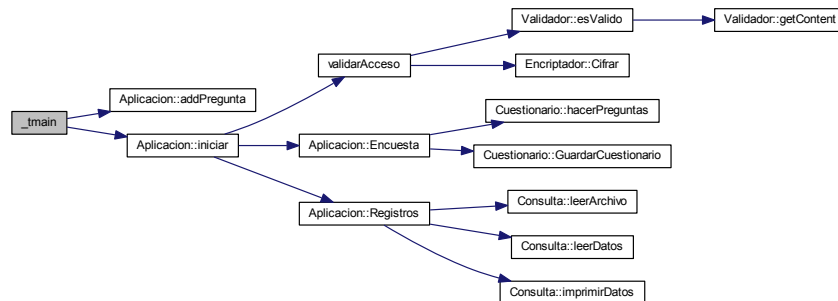 Validador::esValido
Validador::getContent
validarAcceso
Encriptador::Cifrar
Aplicacion::addPregunta
_tmain
Cuestionario::hacerPreguntas
Aplicacion::iniciar
Aplicacion::Encuesta
Cuestionario::GuardarCuestionario
Consulta::leerArchivo
Aplicacion::Registros
Consulta::leerDatos
Consulta::imprimirDatos